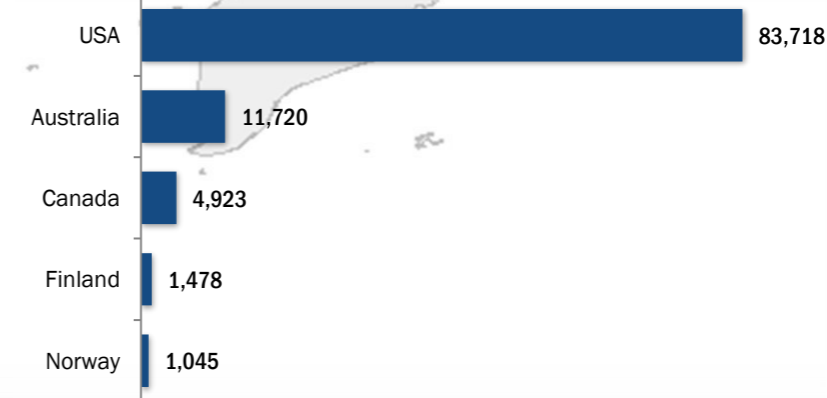 USA 83,718
Australia 11,720
Canada 4,923
Finland 1,478
Norway 1,045